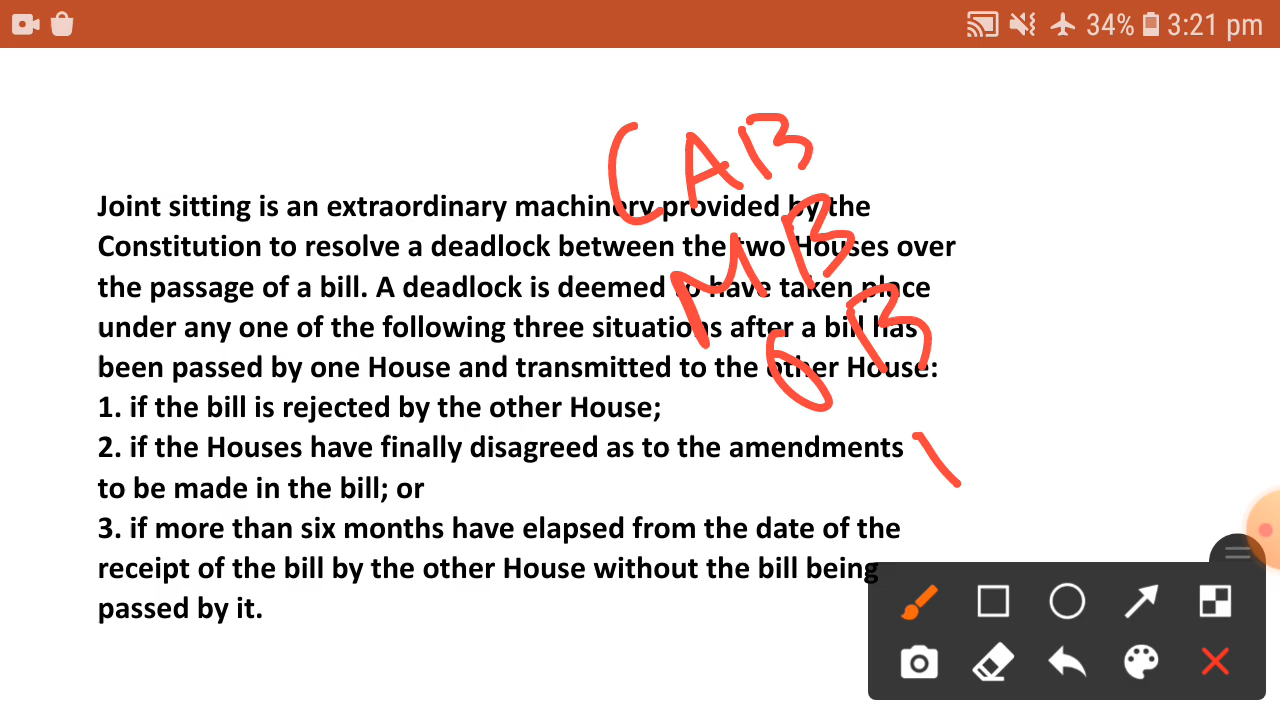 34% 3:21 pm
CAB
Joint sitting is an extraordinary machinery provided by the
MB
Constitution to resolve a deadlock between the two Houses over
the passage of a bill. A deadlock is deemed to have taken place
OB
under any one of the following three situations after a bill has
been passed by one House and transmitted to the other House:
1. if the bill is rejected by the other House;
2. if the Houses have finally disagreed as to the amendments
to be made in the bill; or
3. if more than six months have elapsed from the date of the
receipt of the bill by the other House without the bill being
passed by it.